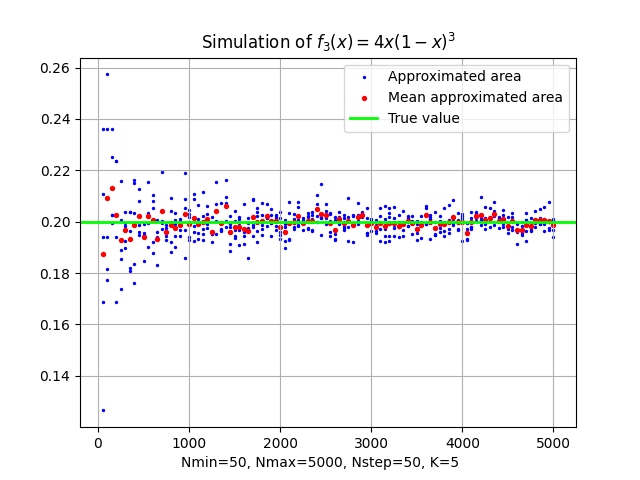 Simulation of f₃(x) = 4x(1 − x)³
Approximated area
Mean approximated area
True value
0.26
0.24
0.22
0.20
0.18
0.16
0.14
0
1000
2000
3000
4000
5000
Nmin=50, Nmax=5000, Nstep=50, K=5